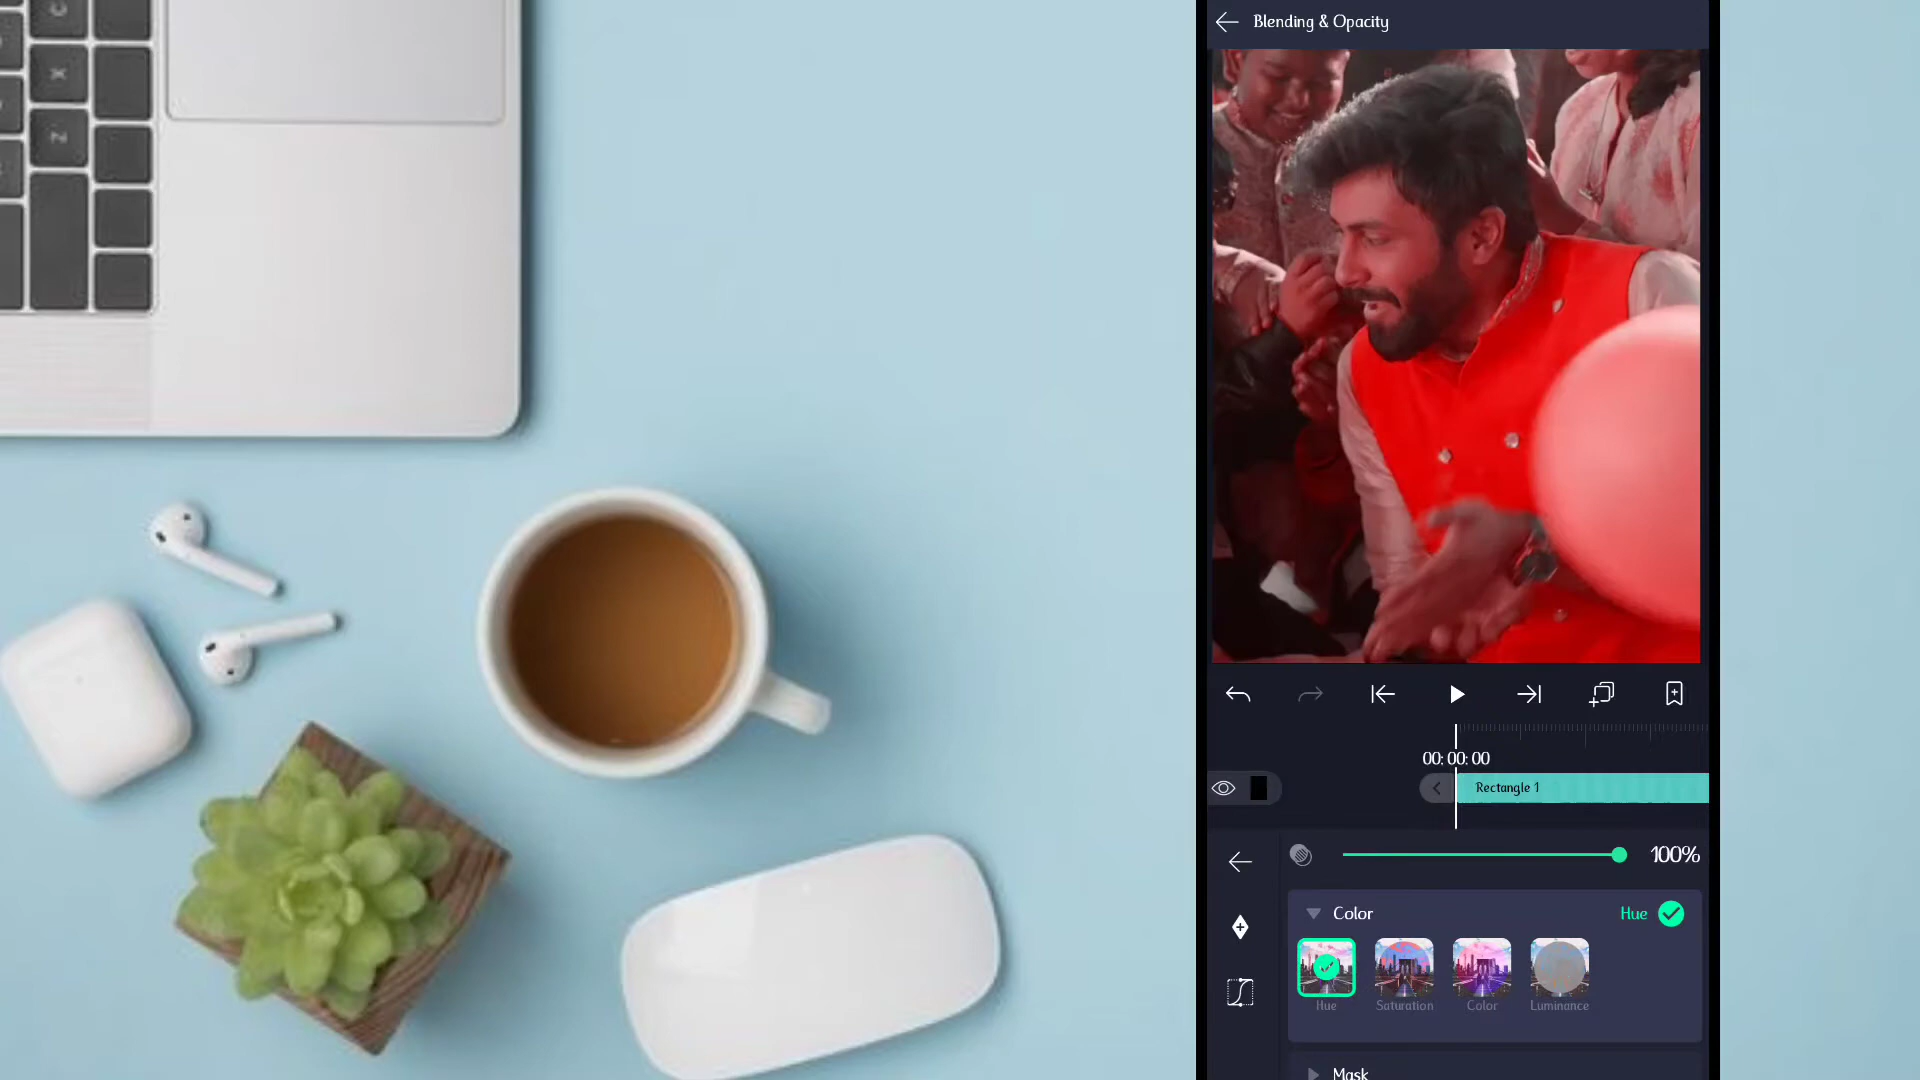 Blending & Opacity
00:00:00
Rectangle 1
100%
Color
Hue
Hue
Saturation
Color
Luminance
Mask